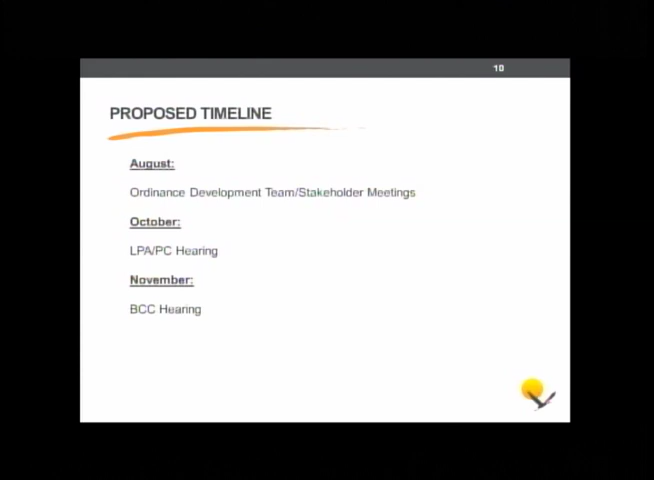 10
PROPOSED TIMELINE
August:
Ordinance Development Team/Stakeholder Meetings
October:
LPA/PC Hearing
November:
BCC Hearing